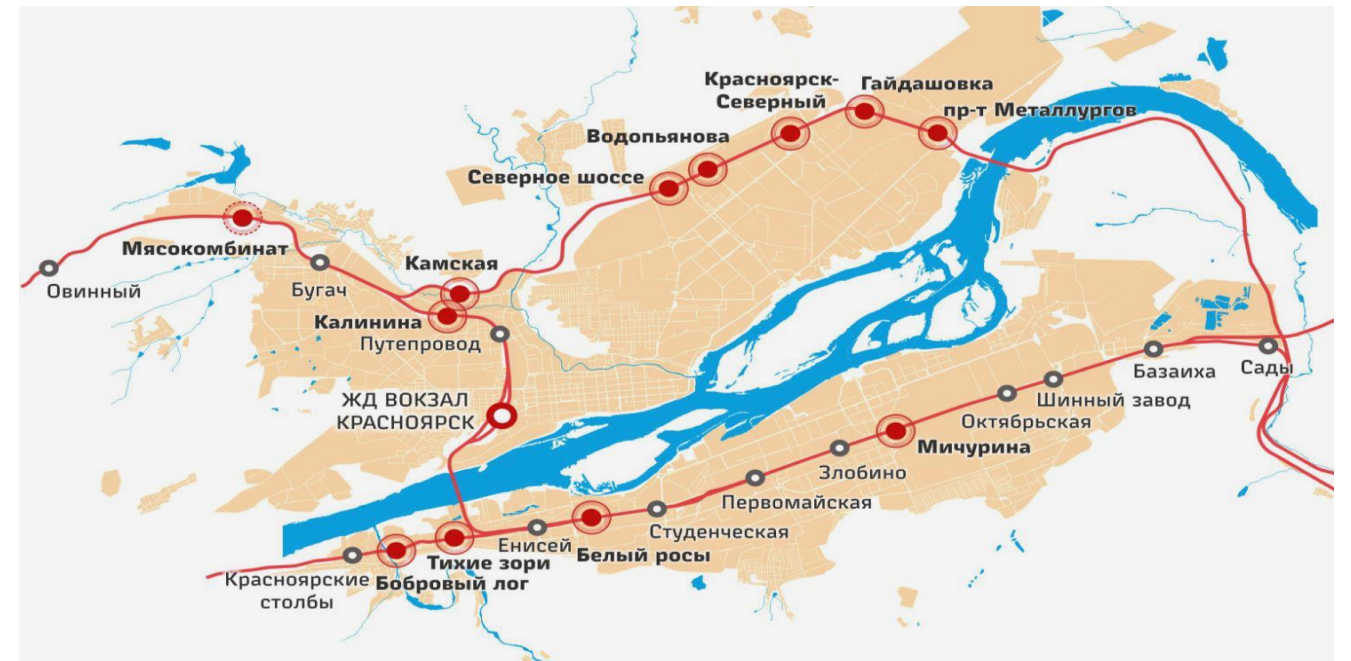 Красноярск-
Северный
Гайдашовка
пр-т Металлургов
Водопьянова
Северное шоссе
Мясокомбинат
Овинный
Бугач
Камская
Калинина
Путепровод
ЖД ВОКЗАЛ
КРАСНОЯРСК
Базаиха
Сады
Шинный завод
Октябрьская
Мичурина
Злобино
Первомайская
Студенческая
Енисей
Белый росы
Тихие зори
Бобровый лог
Красноярские
столбы